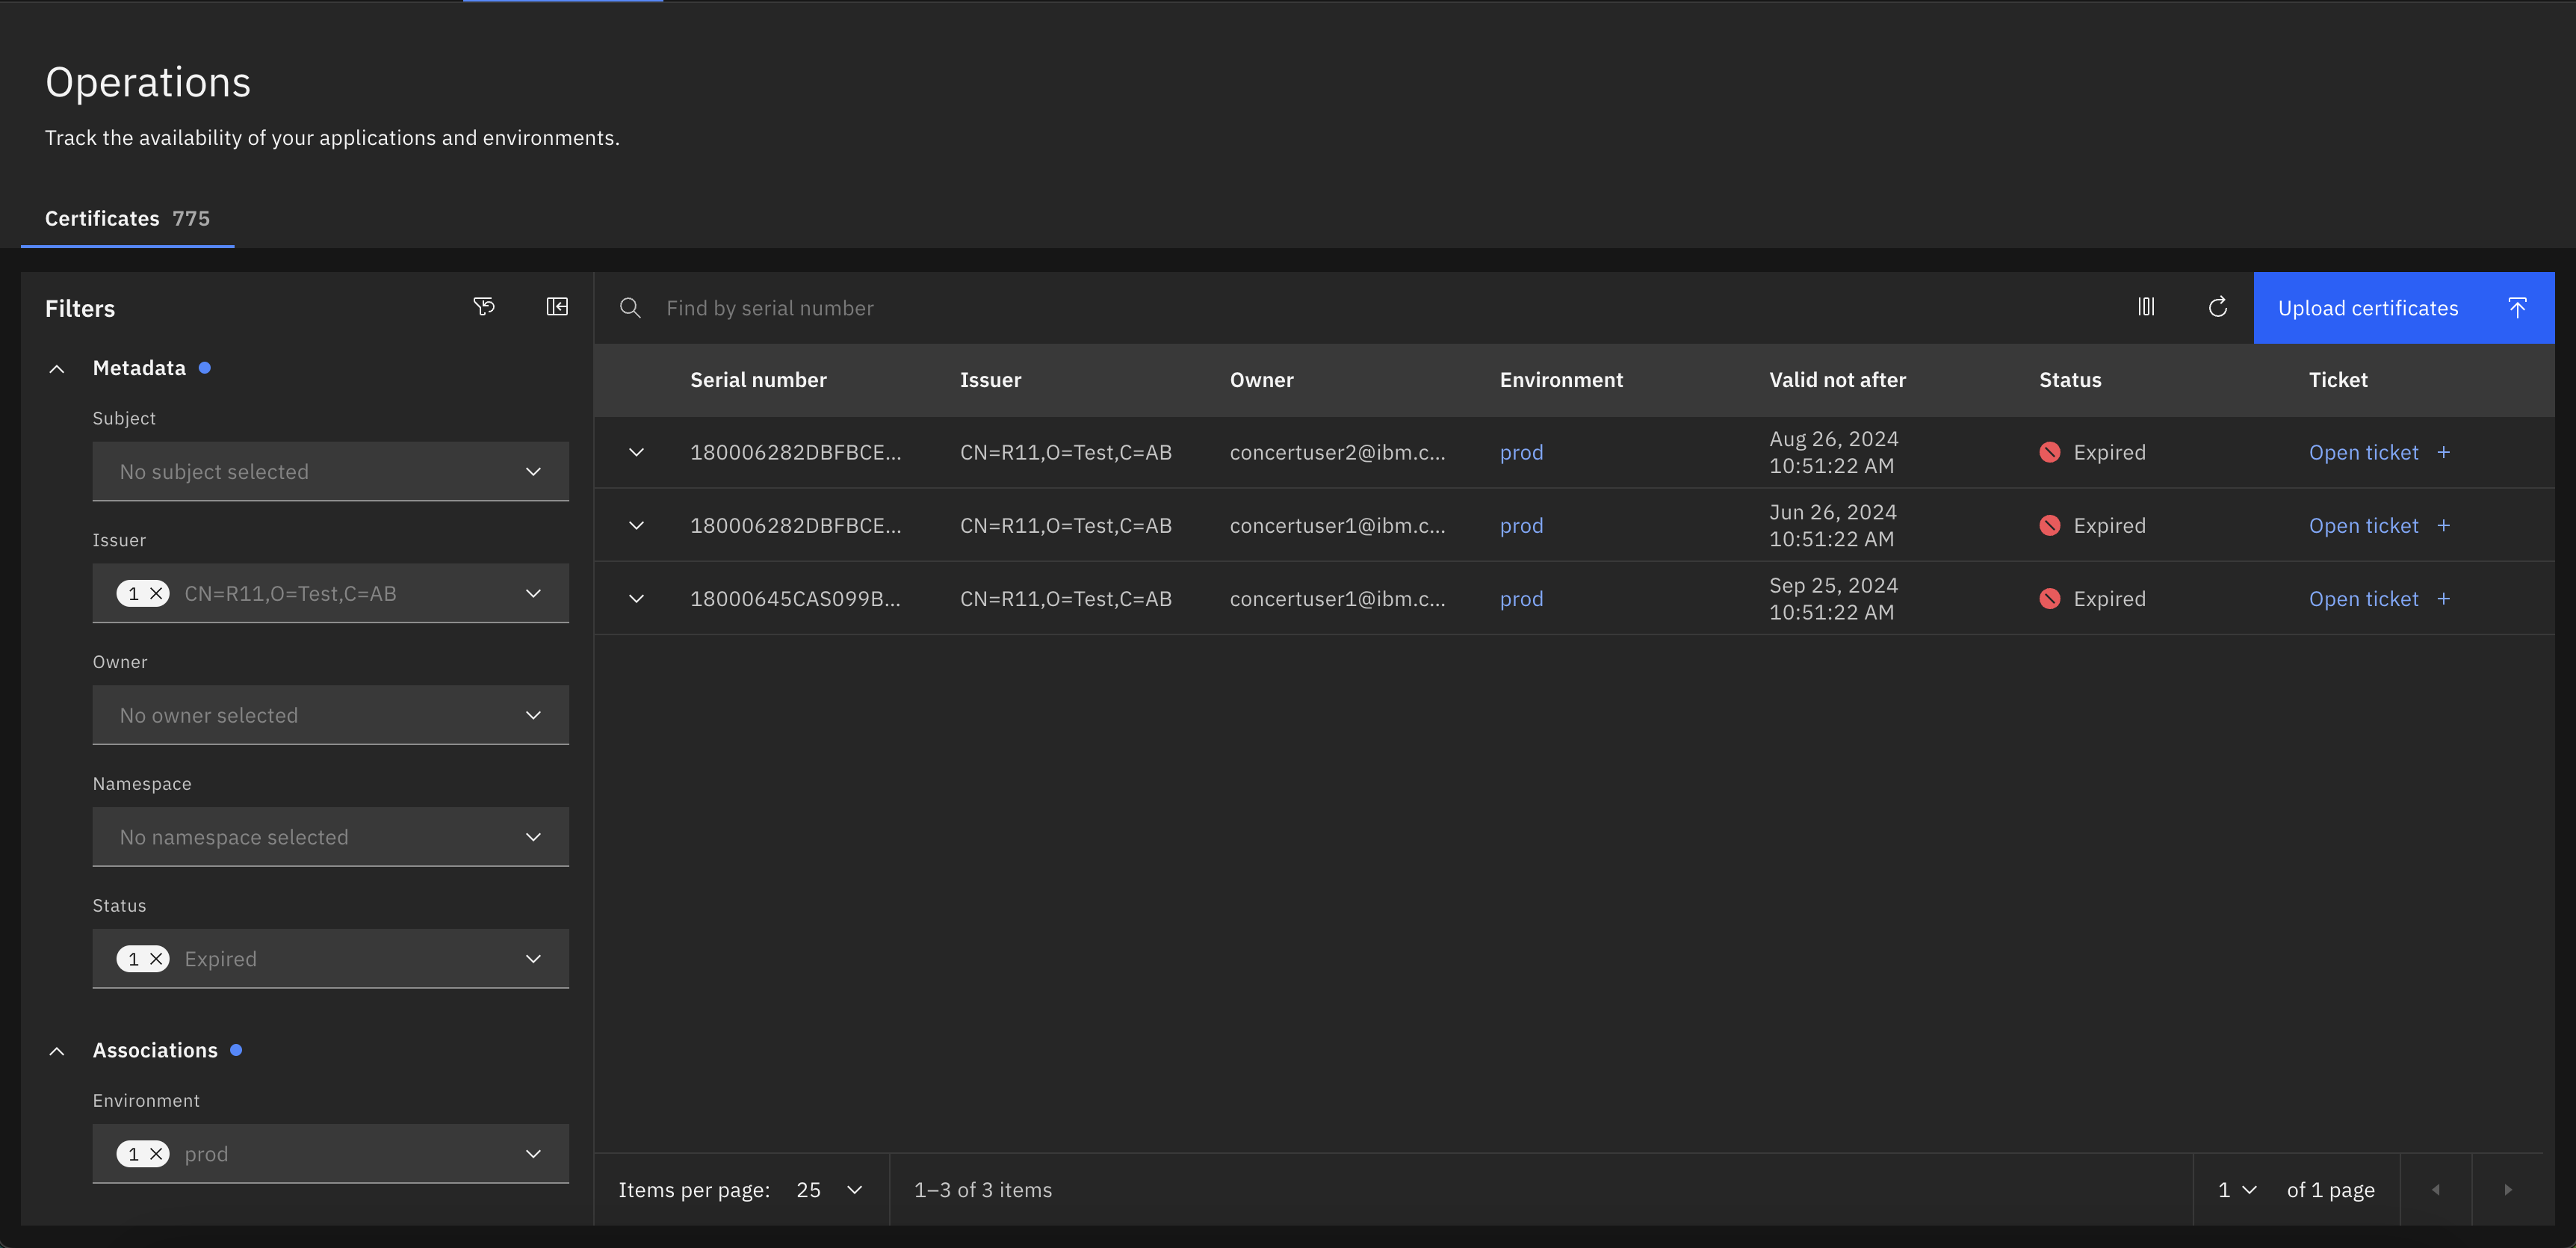 Operations
Track the availability of your applications and environments.
Certificates 775
Filters
Find by serial number
Upload certificates
Metadata
Subject
No subject selected
Issuer
1 CN=R11,O=Test,C=AB
Owner
No owner selected
Namespace
No namespace selected
Status
1 Expired
Associations
Environment
1 prod
Serial number Issuer Owner Environment Valid not after Status Ticket
180006282DBFBCE... CN=R11,O=Test,C=AB concertuser2@ibm.c... prod Aug 26, 2024 10:51:22 AM Expired Open ticket +
180006282DBFBCE... CN=R11,O=Test,C=AB concertuser1@ibm.c... prod Jun 26, 2024 10:51:22 AM Expired Open ticket +
18000645CAS099B... CN=R11,O=Test,C=AB concertuser1@ibm.c... prod Sep 25, 2024 10:51:22 AM Expired Open ticket +
Items per page: 25 1–3 of 3 items 1 of 1 page